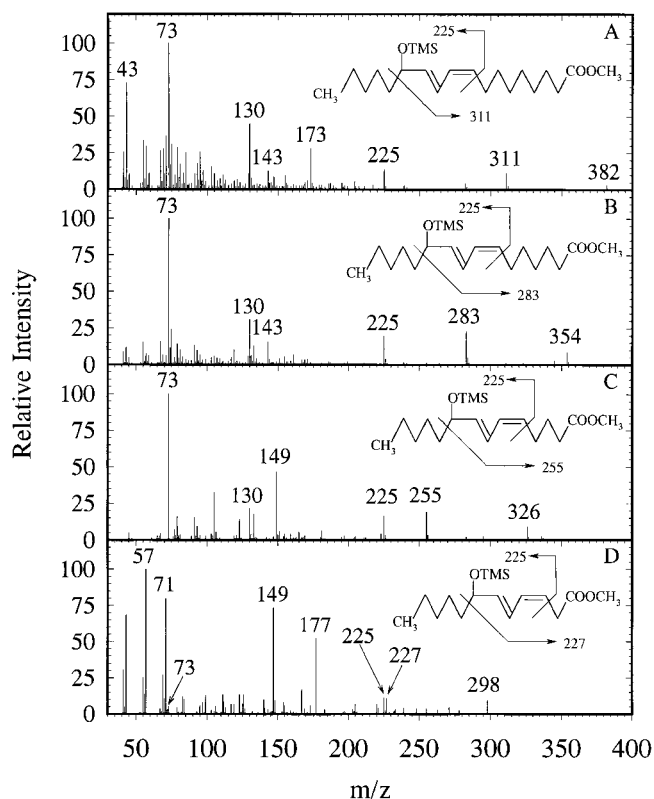 A
100
75
50
25
0
43
73
130
143
173
225
311
382
225
OTMS
CH₃
COOCH₃
311
B
100
75
50
25
0
73
130
143
225
283
354
225
OTMS
CH₃
COOCH₃
283
C
100
75
50
25
0
73
130
149
225
255
326
225
OTMS
CH₃
COOCH₃
255
D
100
75
50
25
0
57
71
73
149
177
225
227
298
225
OTMS
CH₃
COOCH₃
227
Relative Intensity
50 100 150 200 250 300 350 400
m/z